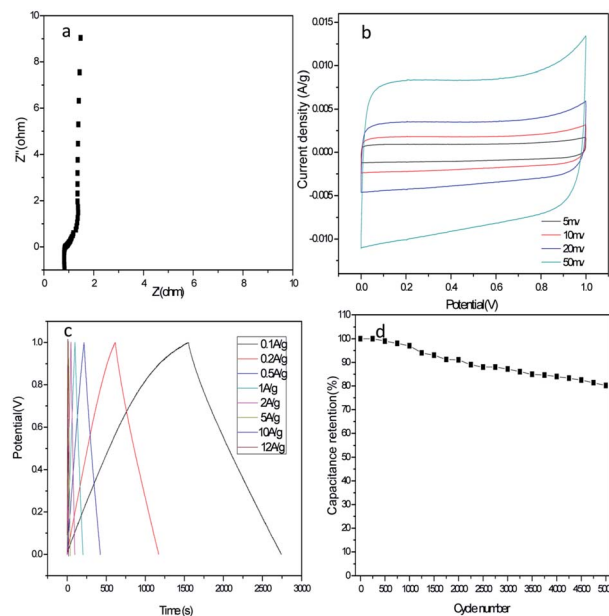 a
10
8
6
4
2
0
0 2 4 6 8 10
Z''(ohm)
Z(ohm)
b
0.015
0.010
0.005
0.000
-0.005
-0.010
0.0 0.2 0.4 0.6 0.8 1.0
Current density (A/g)
Potential(V)
5mv
10mv
20mv
50mv
c
1.0
0.8
0.6
0.4
0.2
0.0
0 500 1000 1500 2000 2500 3000
Potential(V)
Time(s)
0.1A/g
0.2A/g
0.5A/g
1A/g
2A/g
5A/g
10A/g
12A/g
d
110
100
90
80
70
60
50
40
30
20
10
0
0 500 1000 1500 2000 2500 3000 3500 4000 4500 5000
Capacitance retention(%)
Cycle number